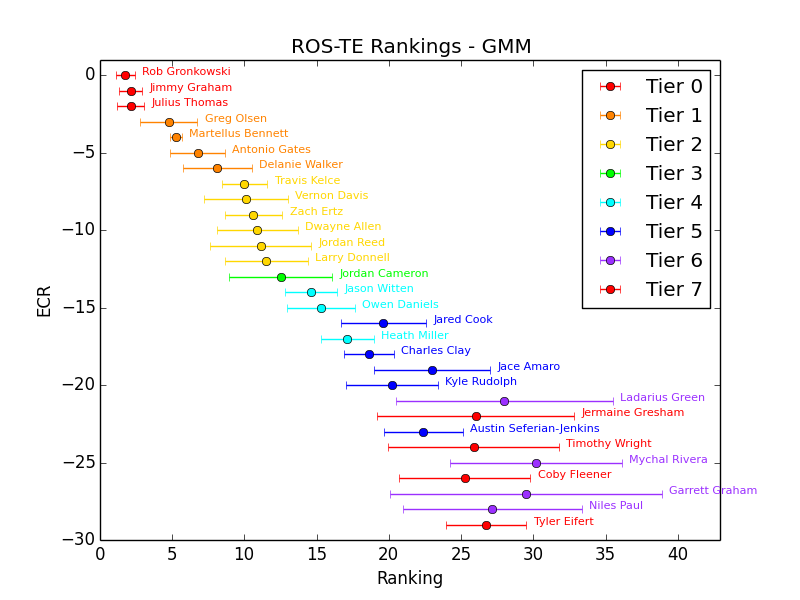 ROS-TE Rankings - GMM
Rob Gronkowski
Jimmy Graham
Julius Thomas
Greg Olsen
Martellus Bennett
Antonio Gates
Delanie Walker
Travis Kelce
Vernon Davis
Zach Ertz
Dwayne Allen
Jordan Reed
Larry Donnell
Jordan Cameron
Jason Witten
Owen Daniels
Jared Cook
Heath Miller
Charles Clay
Jace Amaro
Kyle Rudolph
Ladarius Green
Jermaine Gresham
Austin Seferian-Jenkins
Timothy Wright
Mychal Rivera
Coby Fleener
Garrett Graham
Niles Paul
Tyler Eifert
Tier 0
Tier 1
Tier 2
Tier 3
Tier 4
Tier 5
Tier 6
Tier 7
0
−5
−10
−15
−20
−25
−30
ECR
0 5 10 15 20 25 30 35 40
Ranking